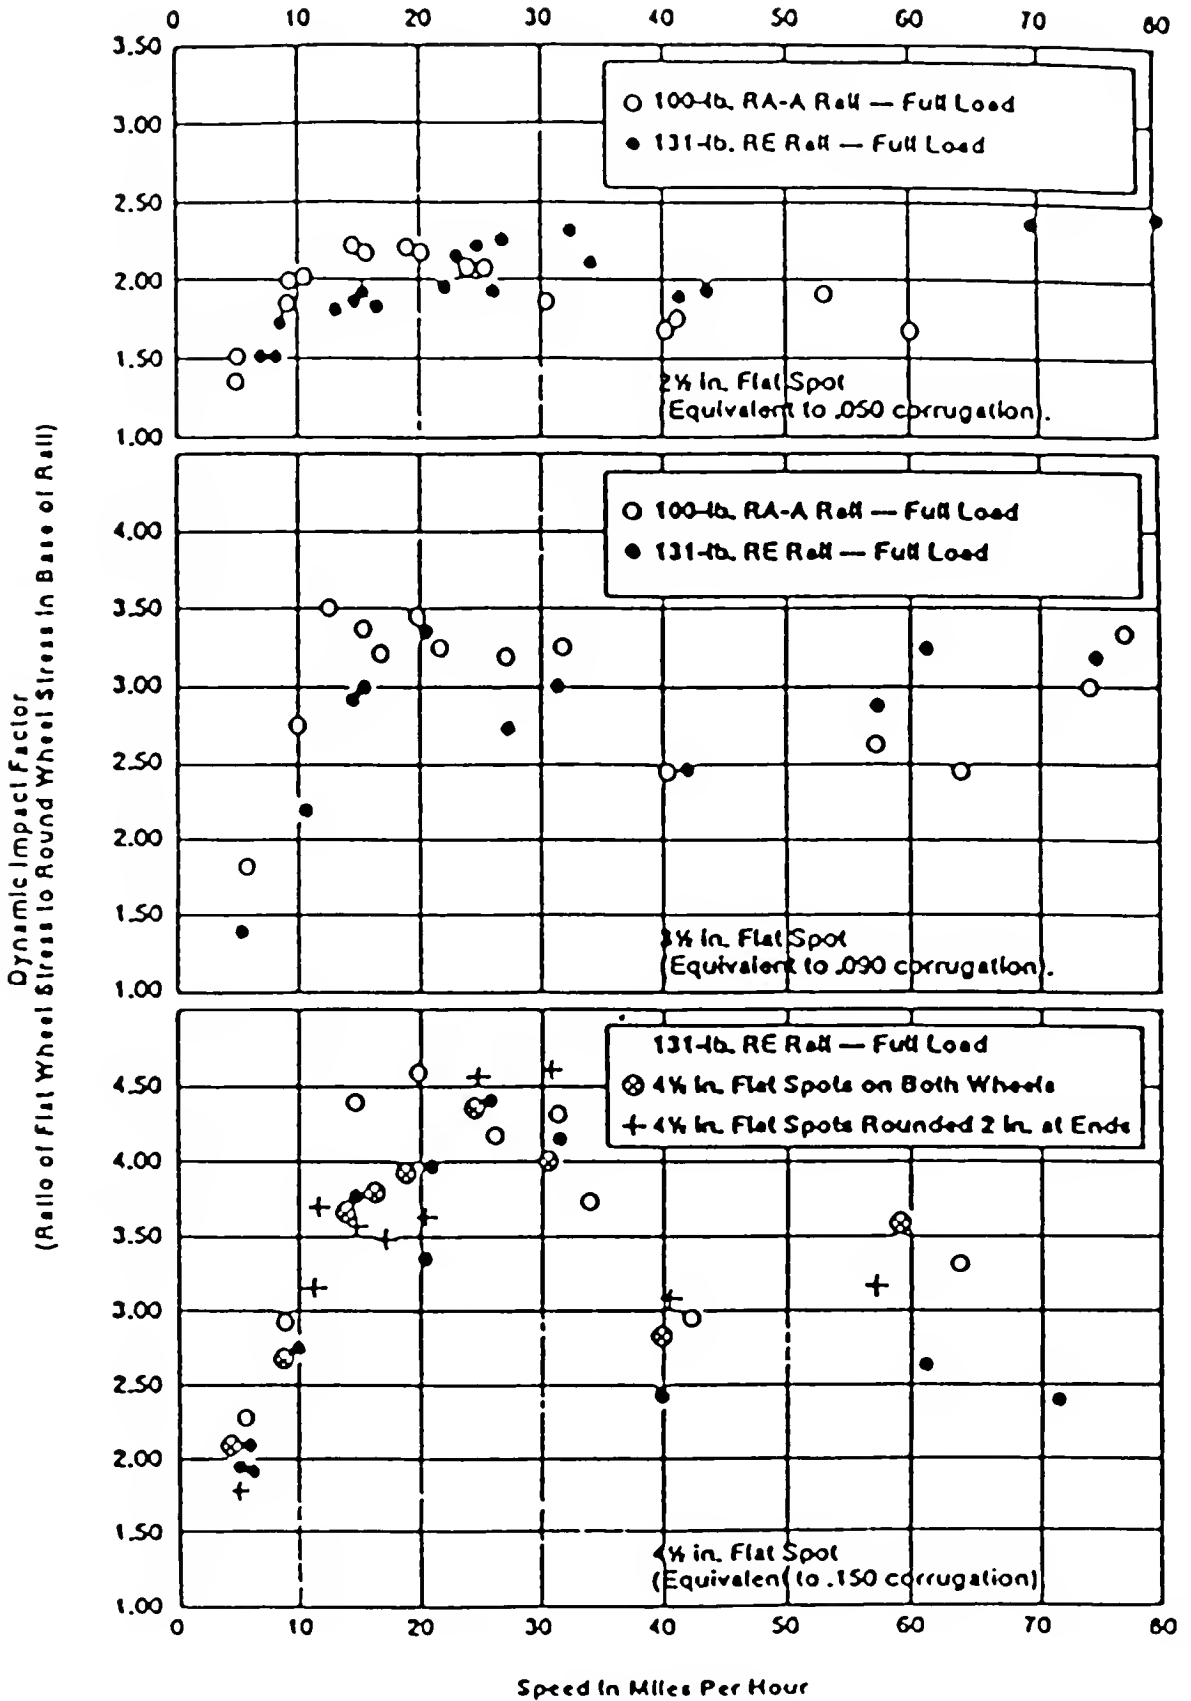 0 10 20 30 40 50 60 70 80
3.50
100-lb. RA-A Rail — Full Load
3.00
131-lb. RE Rail — Full Load
2.50
2.00
1.50
2½ in. Flat Spot
(Equivalent to .050 corrugation).
1.00
100-lb. RA-A Rail — Full Load
4.00
131-lb. RE Rail — Full Load
3.50
3.00
2.50
2.00
1.50
3½ in. Flat Spot
(Equivalent to .090 corrugation).
1.00
131-lb. RE Rail — Full Load
4.50
4½ in. Flat Spots on Both Wheels
4½ in. Flat Spots Rounded 2 in. at Ends
4.00
3.50
3.00
2.50
2.00
1.50
4½ in. Flat Spot
(Equivalent to .150 corrugation)
1.00
0 10 20 30 40 50 60 70 80
Speed in Miles Per Hour
Dynamic Impact Factor
(Ratio of Flat Wheel Stress to Round Wheel Stress in Base of Rail)